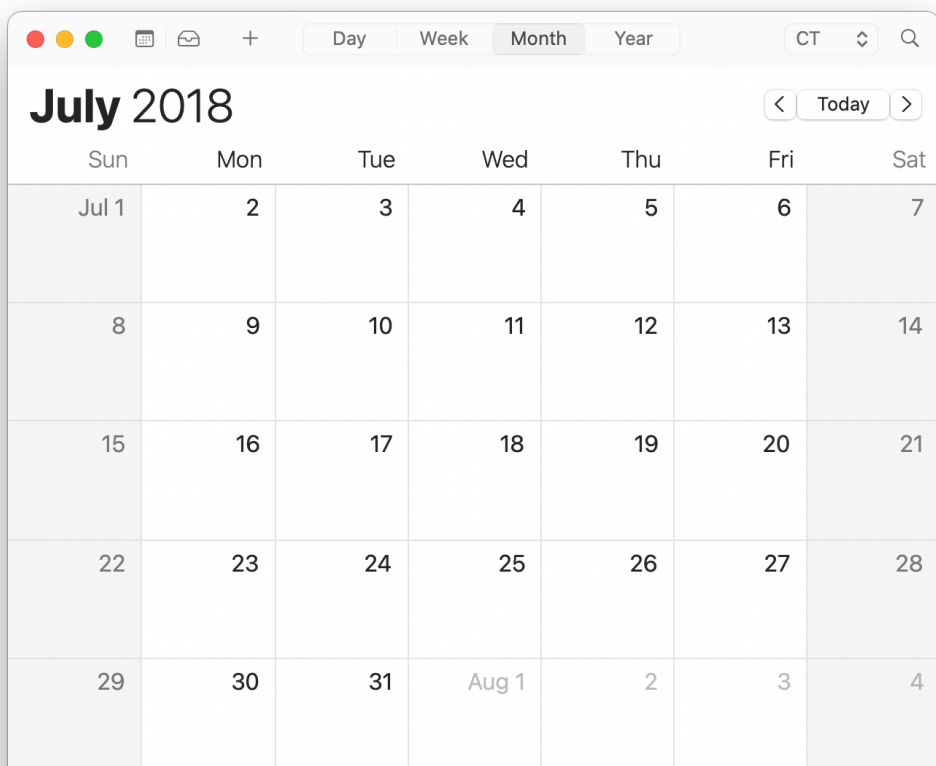 Day Week Month Year CT
July 2018 Today
Sun Mon Tue Wed Thu Fri Sat
Jul 1 2 3 4 5 6 7
8 9 10 11 12 13 14
15 16 17 18 19 20 21
22 23 24 25 26 27 28
29 30 31 Aug 1 2 3 4